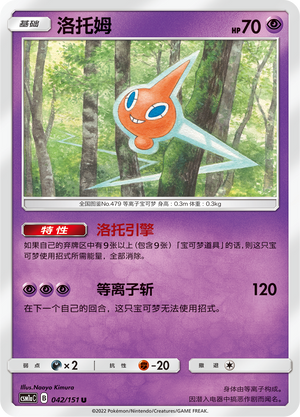 基础 洛托姆 HP70
全国图鉴No.479 等离子宝可梦 身高：0.3m 体重：0.3kg
特性 洛托引擎
如果自己的弃牌区中有9张以上（包含9张）「宝可梦道具」的话，则这只宝
可梦使用招式所需能量，全部消除。
等离子斩 120
在下一个自己的回合，这只宝可梦无法使用招式。
弱点 ×2 抗性 -20 撤退
Illus.Naoyo Kimura
CSM1aC D 042/151 U
身体由等离子构成。
因潜入电器中搞恶作剧而闻名。
©2022 Pokémon/Nintendo/Creatures/GAME FREAK.